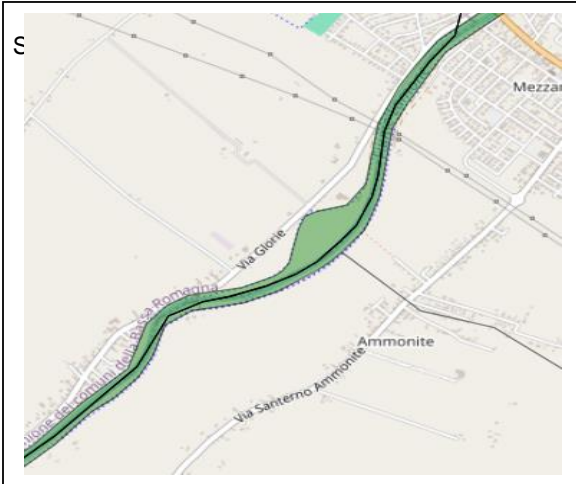 S
Mezzan
Via Glorie
Unione dei comuni della Bassa Romagna
Ammonite
Via Santerno Ammonite